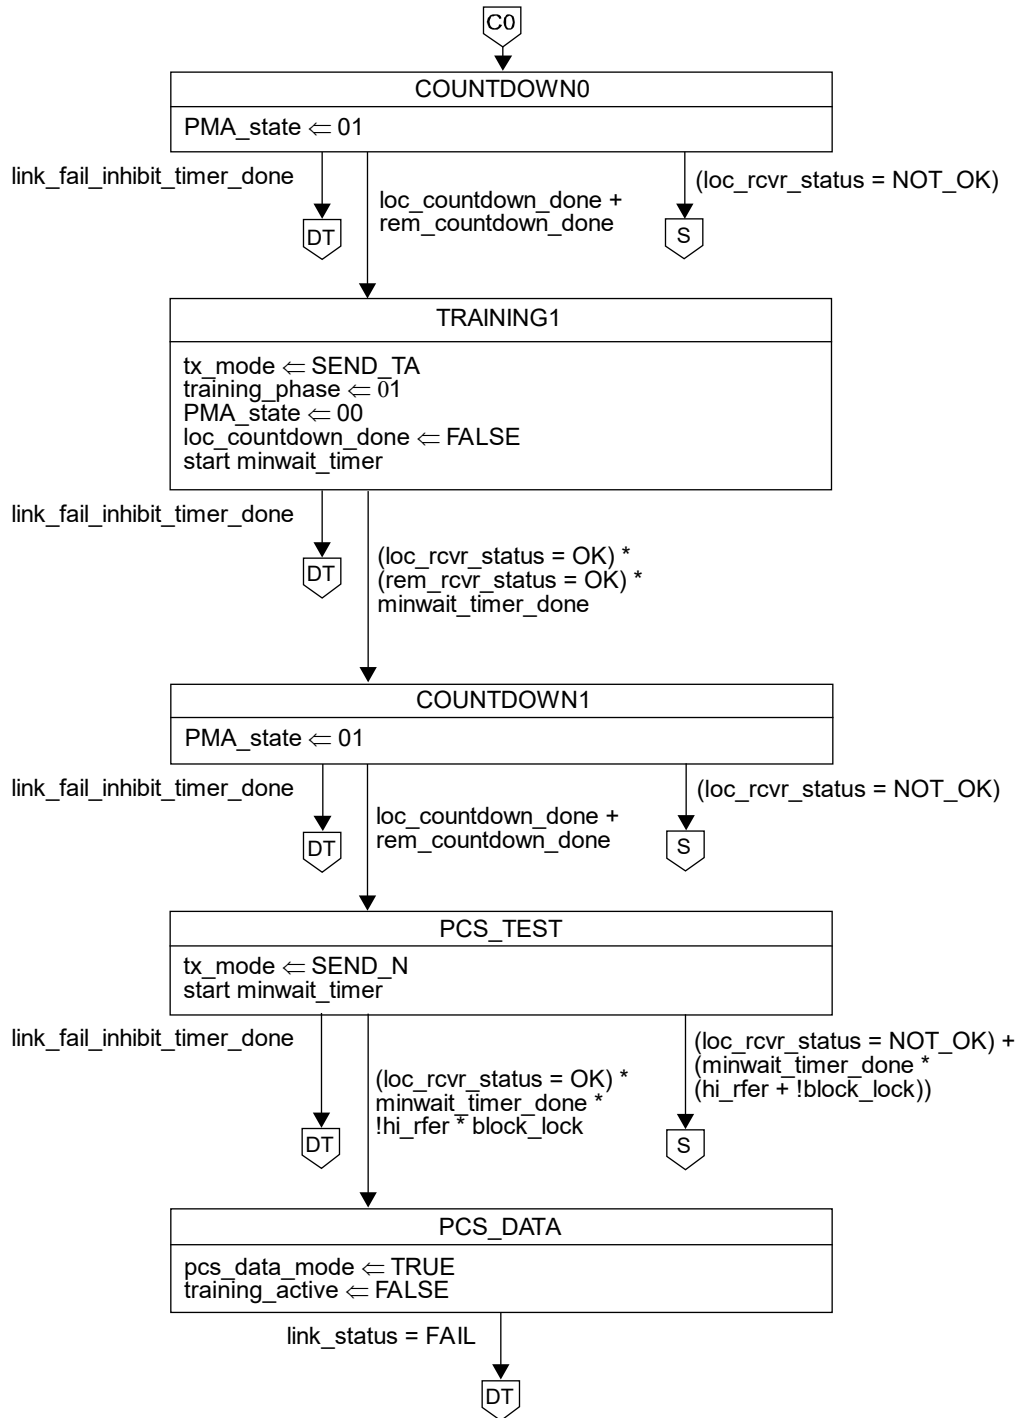 C0
COUNTDOWN0
PMA_state ⇐ 01
link_fail_inhibit_timer_done
DT
loc_countdown_done +
rem_countdown_done
(loc_rcvr_status = NOT_OK)
S
TRAINING1
tx_mode ⇐ SEND_TA
training_phase ⇐ 01
PMA_state ⇐ 00
loc_countdown_done ⇐ FALSE
start minwait_timer
link_fail_inhibit_timer_done
DT
(loc_rcvr_status = OK) *
(rem_rcvr_status = OK) *
minwait_timer_done
COUNTDOWN1
PMA_state ⇐ 01
link_fail_inhibit_timer_done
DT
loc_countdown_done +
rem_countdown_done
(loc_rcvr_status = NOT_OK)
S
PCS_TEST
tx_mode ⇐ SEND_N
start minwait_timer
link_fail_inhibit_timer_done
DT
(loc_rcvr_status = OK) *
minwait_timer_done *
!hi_rfer * block_lock
(loc_rcvr_status = NOT_OK) +
(minwait_timer_done *
(hi_rfer + !block_lock))
S
PCS_DATA
pcs_data_mode ⇐ TRUE
training_active ⇐ FALSE
link_status = FAIL
DT